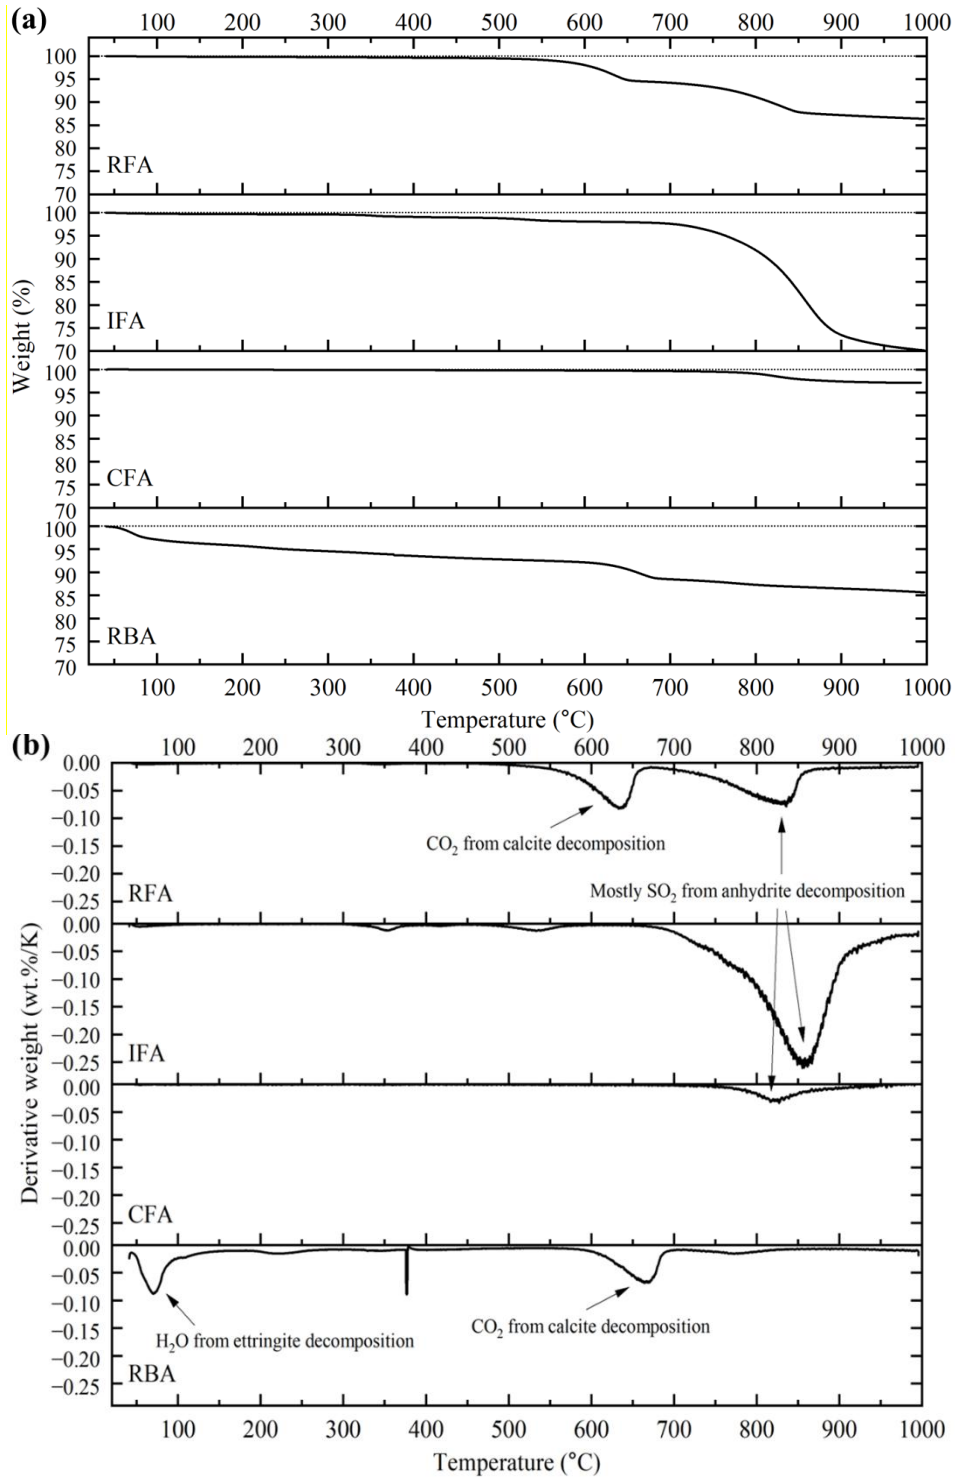 (a)
100 200 300 400 500 600 700 800 900 1000
100
95
90
85
80
75
70
RFA
100
95
90
85
80
75
70
IFA
100
95
90
85
80
75
70
CFA
100
95
90
85
80
75
70
RBA
Weight (%)
100 200 300 400 500 600 700 800 900 1000
Temperature (°C)
(b)
100 200 300 400 500 600 700 800 900 1000
0.00
−0.05
−0.10
−0.15
−0.20
−0.25
RFA
CO₂ from calcite decomposition
Mostly SO₂ from anhydrite decomposition
0.00
−0.05
−0.10
−0.15
−0.20
−0.25
IFA
0.00
−0.05
−0.10
−0.15
−0.20
−0.25
CFA
0.00
−0.05
−0.10
−0.15
−0.20
−0.25
RBA
H₂O from ettringite decomposition
CO₂ from calcite decomposition
Derivative weight (wt.%/K)
100 200 300 400 500 600 700 800 900 1000
Temperature (°C)